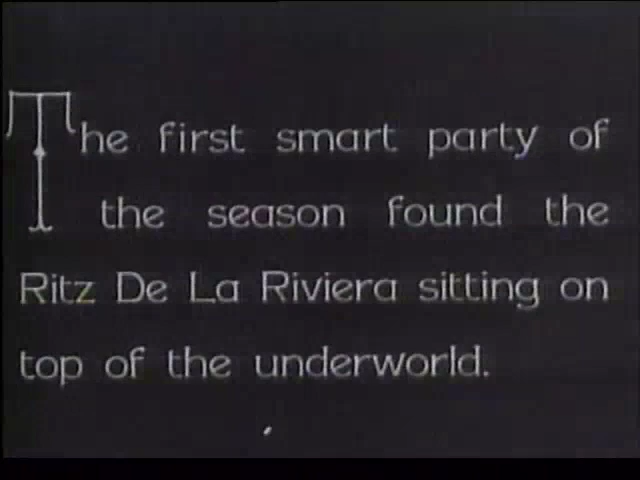 The first smart party of
the season found the
Ritz De La Riviera sitting on
top of the underworld.